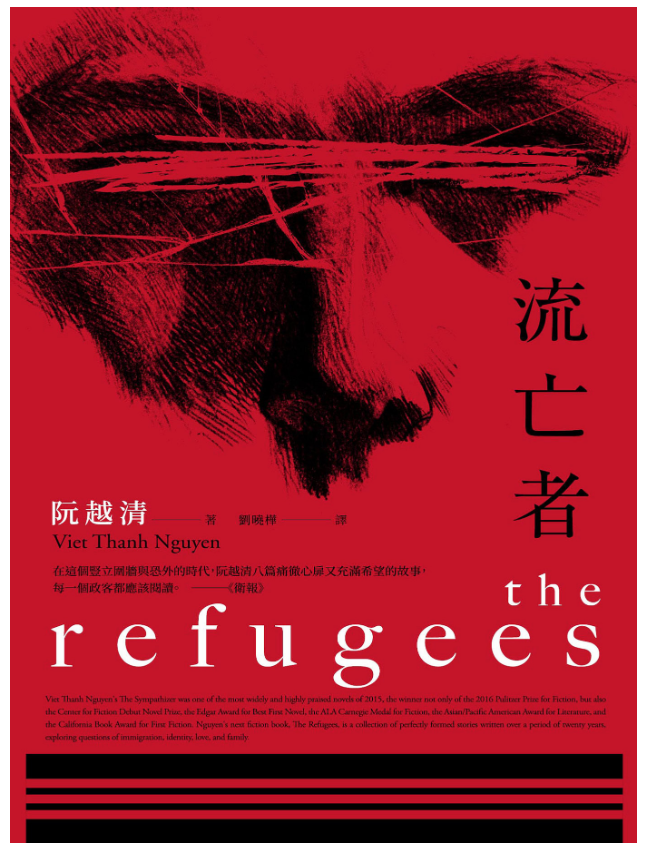 流亡者
阮越清 著 劉曉樺 譯
Viet Thanh Nguyen
在這個豎立圍牆與恐外的時代,阮越清八篇痛徹心扉又充滿希望的故事,
每一個政客都應該閱讀。 ——《衛報》
the
refugees
Viet Thanh Nguyen's The Sympathizer was one of the most widely and highly praised novels of 2015, the winner not only of the 2016 Pulitzer Prize for Fiction, but also
the Center for Fiction Debut Novel Prize, the Edgar Award for Best First Novel, the ALA Carnegie Medal for Fiction, the Asian/Pacific American Award for Literature, and
the California Book Award for First Fiction. Nguyen's next fiction book, The Refugees, is a collection of perfectly formed stories written over a period of twenty years,
exploring questions of immigration, identity, love, and family.